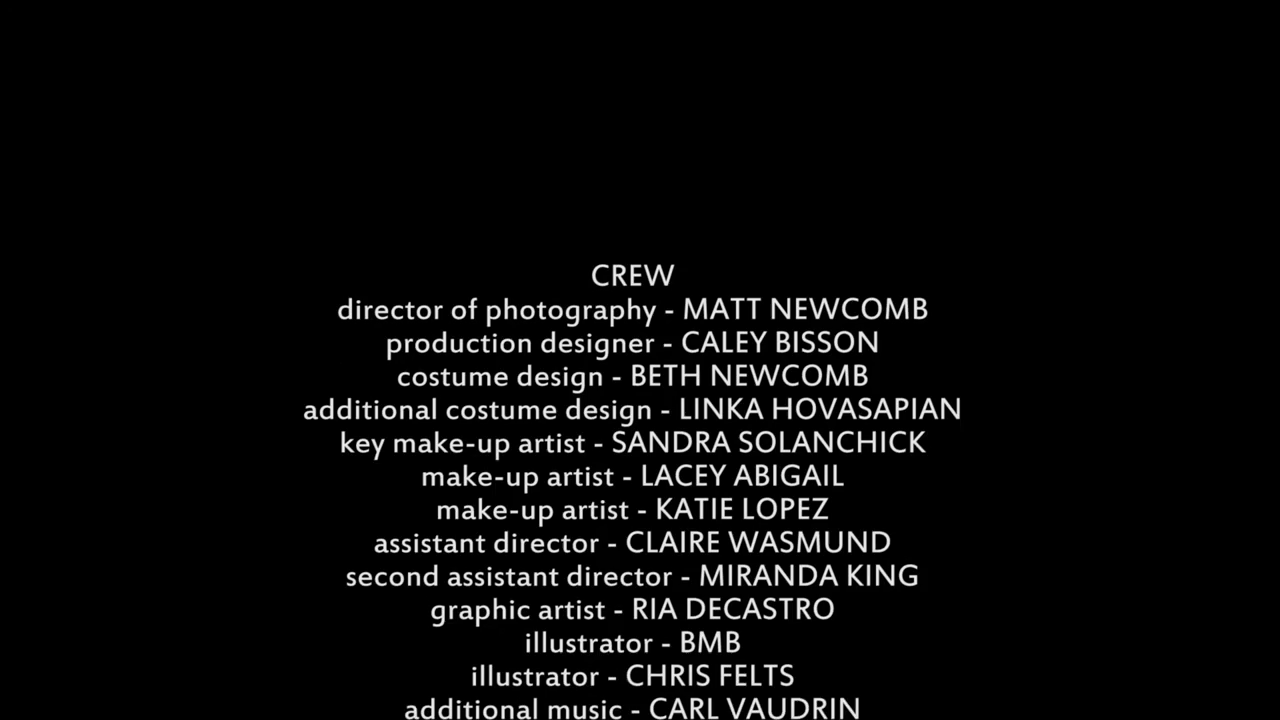 CREW
director of photography - MATT NEWCOMB
production designer - CALEY BISSON
costume design - BETH NEWCOMB
additional costume design - LINKA HOVASAPIAN
key make-up artist - SANDRA SOLANCHICK
make-up artist - LACEY ABIGAIL
make-up artist - KATIE LOPEZ
assistant director - CLAIRE WASMUND
second assistant director - MIRANDA KING
graphic artist - RIA DECASTRO
illustrator - BMB
illustrator - CHRIS FELTS
additional music - CARL VAUDRIN